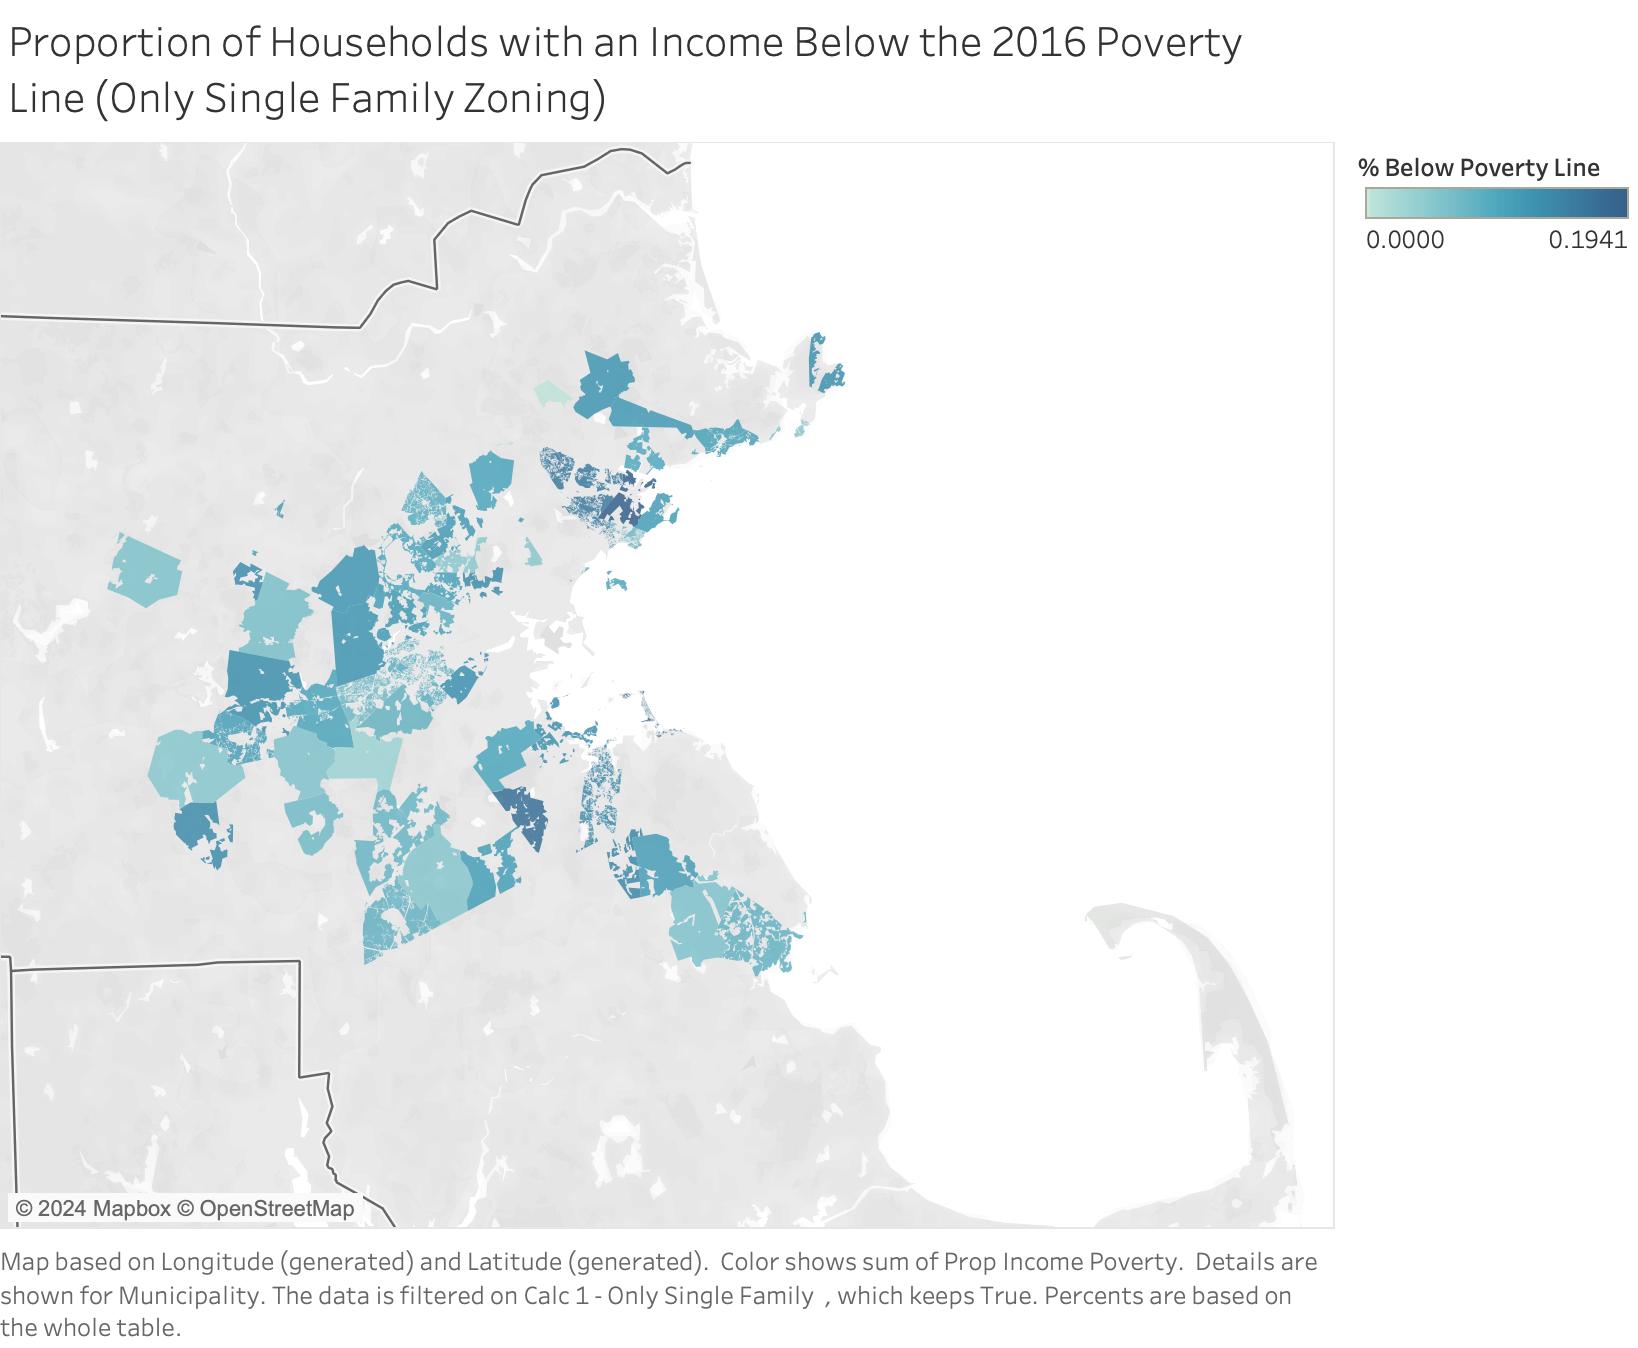 Proportion of Households with an Income Below the 2016 Poverty
Line (Only Single Family Zoning)
% Below Poverty Line
0.0000 0.1941
© 2024 Mapbox © OpenStreetMap
Map based on Longitude (generated) and Latitude (generated).  Color shows sum of Prop Income Poverty.  Details are
shown for Municipality. The data is filtered on Calc 1 - Only Single Family  , which keeps True. Percents are based on
the whole table.